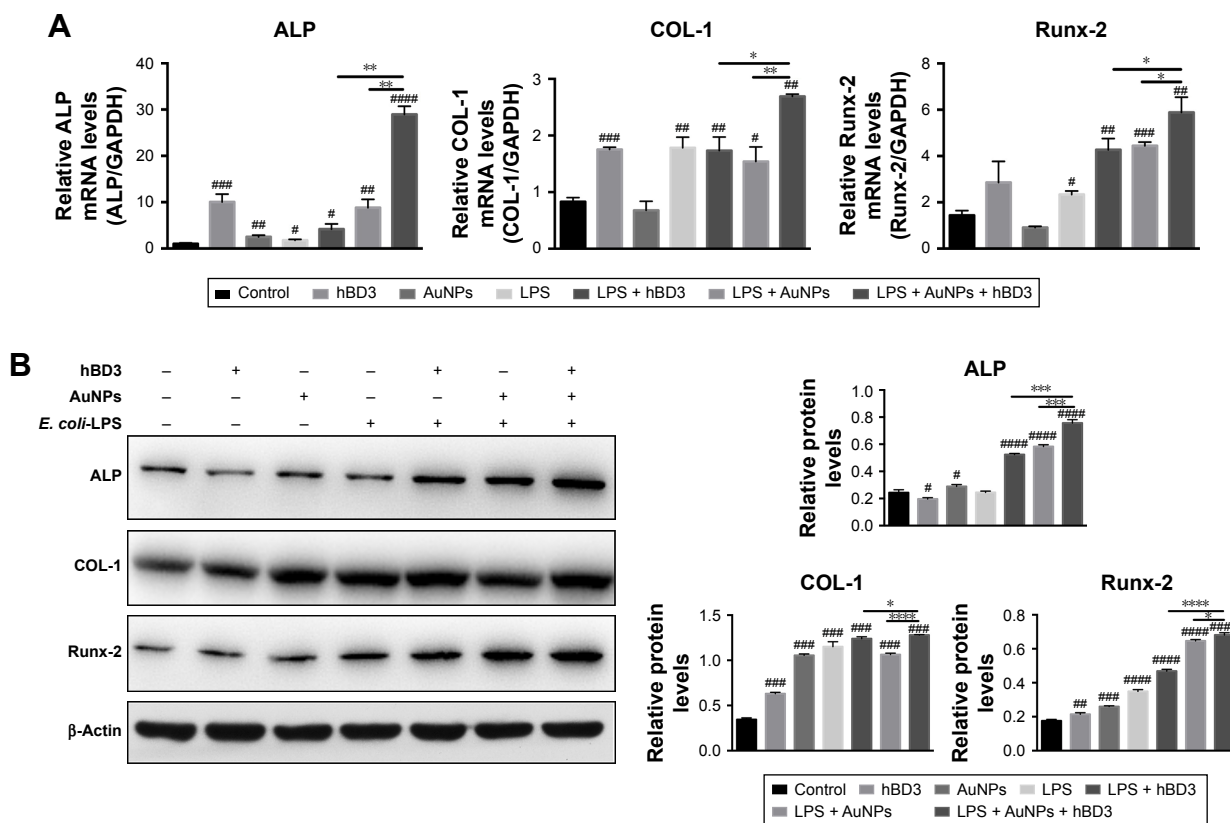 A
ALP
Relative ALP
mRNA levels
(ALP/GAPDH)
40
30
20
10
0
###
##
#
#
##
####
**
**
COL-1
Relative COL-1
mRNA levels
(COL-1/GAPDH)
3
2
1
0
###
##
##
#
##
*
**
Runx-2
Relative Runx-2
mRNA levels
(Runx-2/GAPDH)
8
6
4
2
0
#
##
###
##
*
*
Control hBD3 AuNPs LPS LPS + hBD3 LPS + AuNPs LPS + AuNPs + hBD3
B
hBD3 – + – – + – +
AuNPs – – + – – + +
E. coli-LPS – – – + + + +
ALP
COL-1
Runx-2
β-Actin
ALP
Relative protein
levels
1.0
0.8
0.6
0.4
0.2
0.0
#
#
####
####
####
***
***
COL-1
Relative protein
levels
1.5
1.0
0.5
0.0
###
###
###
###
###
###
*
****
Runx-2
Relative protein
levels
0.8
0.6
0.4
0.2
0.0
##
###
####
####
####
###
****
*
Control hBD3 AuNPs LPS LPS + hBD3
LPS + AuNPs LPS + AuNPs + hBD3